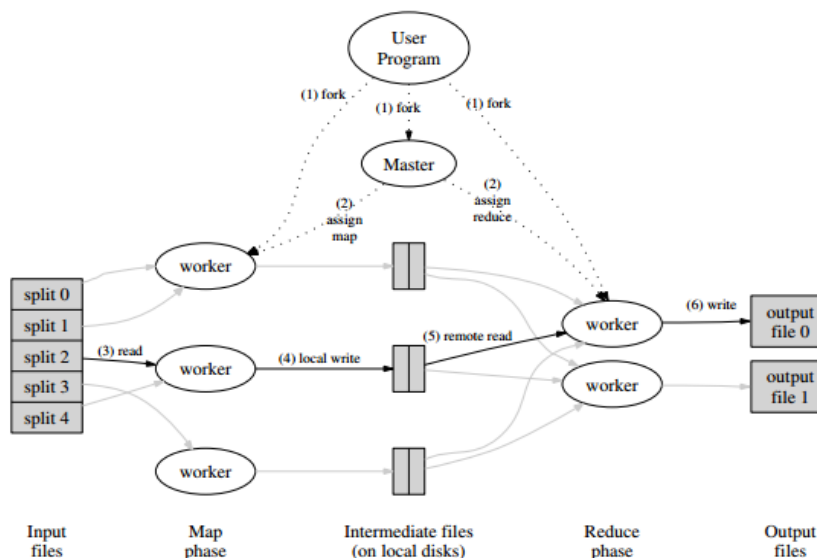 User
Program
(1) fork
(1) fork
(1) fork
Master
(2)
assign
map
(2)
assign
reduce
worker
split 0
split 1
split 2
split 3
split 4
(3) read
worker
(4) local write
(5) remote read
worker
(6) write
output
file 0
worker
output
file 1
worker
Input
files
Map
phase
Intermediate files
(on local disks)
Reduce
phase
Output
files